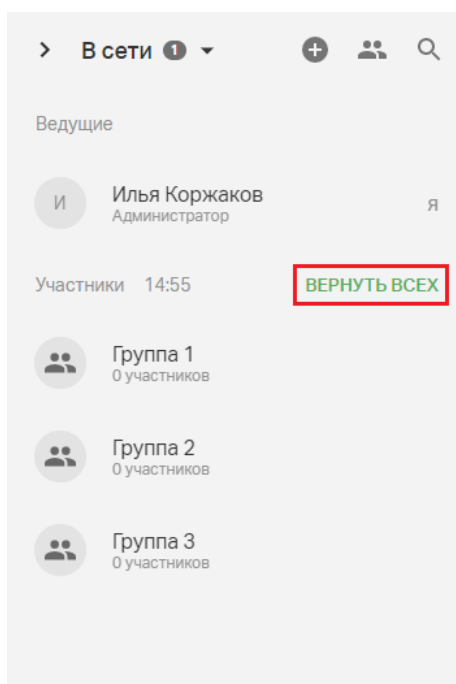 В сети 1
Ведущие
И
Илья Коржаков
Администратор
Я
Участники 14:55 ВЕРНУТЬ ВСЕХ
Группа 1
0 участников
Группа 2
0 участников
Группа 3
0 участников